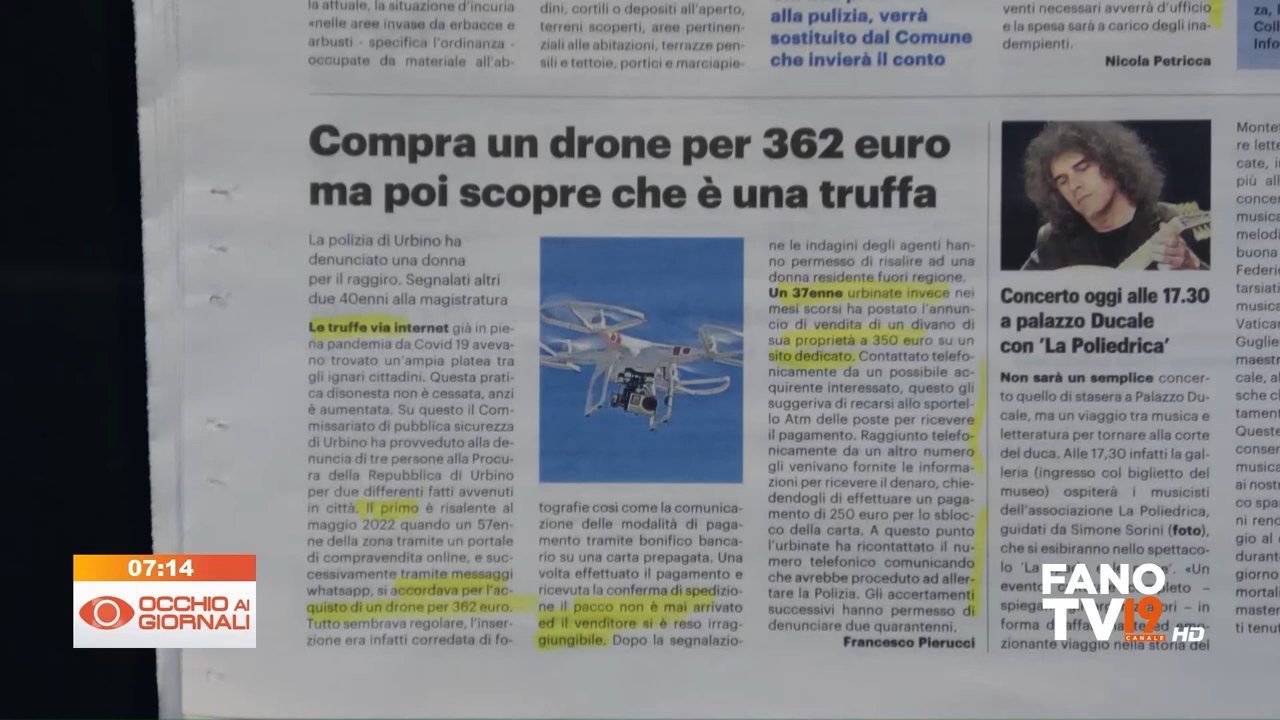 la attuale, la situazione d'incuria
«nelle aree invase da erbacce e
arbusti - specifica l'ordinanza -
occupate da materiale all'ab-
dini, cortili o depositi all'aperto,
terreni scoperti, aree pertinen-
ziali alle abitazioni, terrazze pen-
sili e tettoie, portici e marciapie-
alla pulizia, verrà
sostituito dal Comune
che invierà il conto
venti necessari avverrà d'ufficio
e la spesa sarà a carico degli ina-
dempienti.
Nicola Petricca
za,
Coll
Info
Compra un drone per 362 euro
ma poi scopre che è una truffa
La polizia di Urbino ha
denunciato una donna
per il raggiro. Segnalati altri
due 40enni alla magistratura
Le truffe via internet già in pie-
na pandemia da Covid 19 aveva-
no trovato un'ampia platea tra
gli ignari cittadini. Questa prati-
ca disonesta non è cessata, anzi
è aumentata. Su questo il Com-
missariato di pubblica sicurezza
di Urbino ha provveduto alla de-
nuncia di tre persone alla Procu-
ra della Repubblica di Urbino
per due differenti fatti avvenuti
in città. Il primo è risalente al
maggio 2022 quando un 57en-
ne della zona tramite un portale
di compravendita online, e suc-
cessivamente tramite messaggi
whatsapp, si accordava per l'ac-
quisto di un drone per 362 euro.
Tutto sembrava regolare, l'inser-
zione era infatti corredata di fo-
tografie così come la comunica-
zione delle modalità di paga-
mento tramite bonifico banca-
rio su una carta prepagata. Una
volta effettuato il pagamento e
ricevuta la conferma di spedizio-
ne il pacco non è mai arrivato
ed il venditore si è reso irrag-
giungibile. Dopo la segnalazio-
ne le indagini degli agenti han-
no permesso di risalire ad una
donna residente fuori regione.
Un 37enne urbinate invece nei
mesi scorsi ha postato l'annun-
cio di vendita di un divano di
sua proprietà a 350 euro su un
sito dedicato. Contattato telefo-
nicamente da un possibile ac-
quirente interessato, questo gli
suggeriva di recarsi allo sportel-
lo Atm delle poste per ricevere
il pagamento. Raggiunto telefo-
nicamente da un altro numero
gli venivano fornite le informa-
zioni per ricevere il denaro, chie-
dendogli di effettuare un paga-
mento di 250 euro per lo sbloc-
co della carta. A questo punto
l'urbinate ha ricontattato il nu-
mero telefonico comunicando
che avrebbe proceduto ad aller-
tare la Polizia. Gli accertamenti
successivi hanno permesso di
denunciare due quarantenni.
Francesco Pierucci
Concerto oggi alle 17.30
a palazzo Ducale
con 'La Poliedrica'
Non sarà un semplice concer-
to quello di stasera a Palazzo Du-
cale, ma un viaggio tra musica e
letteratura per tornare alla corte
del duca. Alle 17,30 infatti la gal-
leria (ingresso col biglietto del
museo) ospiterà i musicisti
dell'associazione La Poliedrica,
guidati da Simone Sorini (foto),
che si esibiranno nello spettaco-
lo «Un
zionante viaggio nella storia del
07:14
OCCHIO AI
GIORNALI
FANO
TV 19
CANALE HD